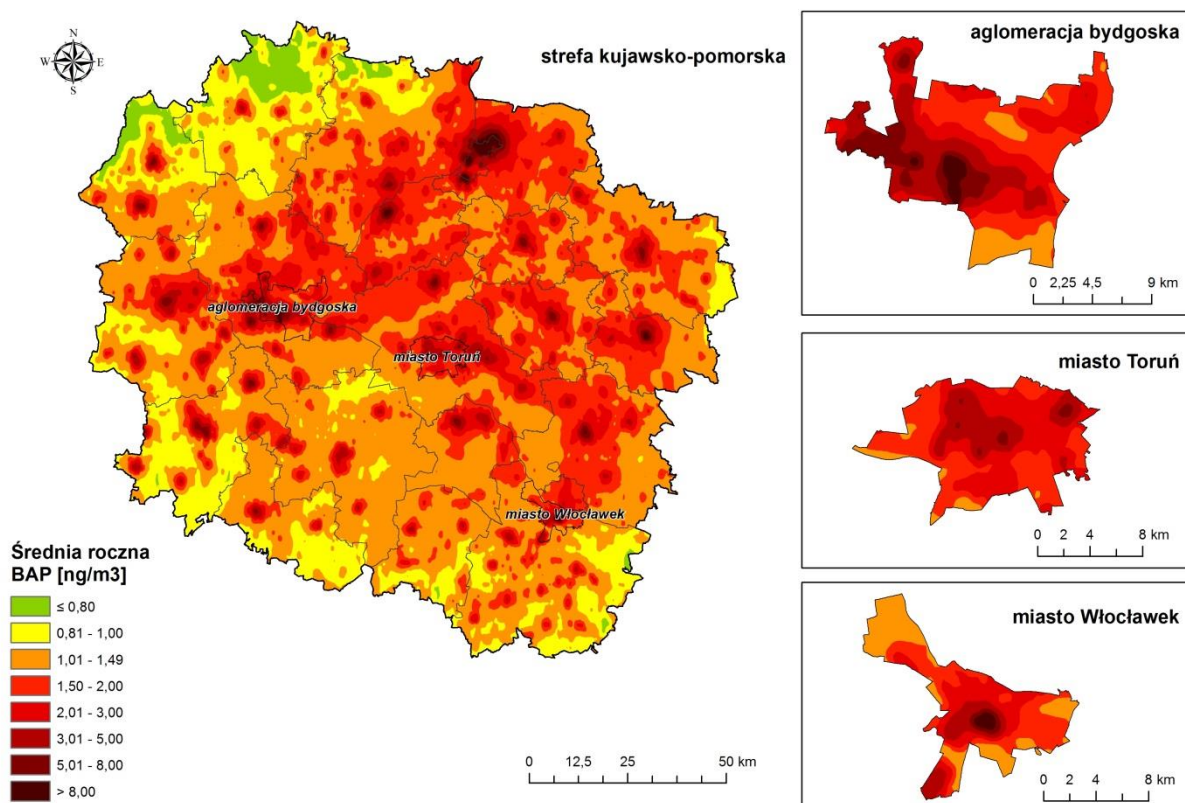 N
W
E
S
strefa kujawsko-pomorska
aglomeracja bydgoska
miasto Toruń
miasto Włocławek
Średnia roczna
BAP [ng/m3]
≤ 0,80
0,81 - 1,00
1,01 - 1,49
1,50 - 2,00
2,01 - 3,00
3,01 - 5,00
5,01 - 8,00
> 8,00
0 12,5 25 50 km
aglomeracja bydgoska
0 2,25 4,5 9 km
miasto Toruń
0 2 4 8 km
miasto Włocławek
0 2 4 8 km